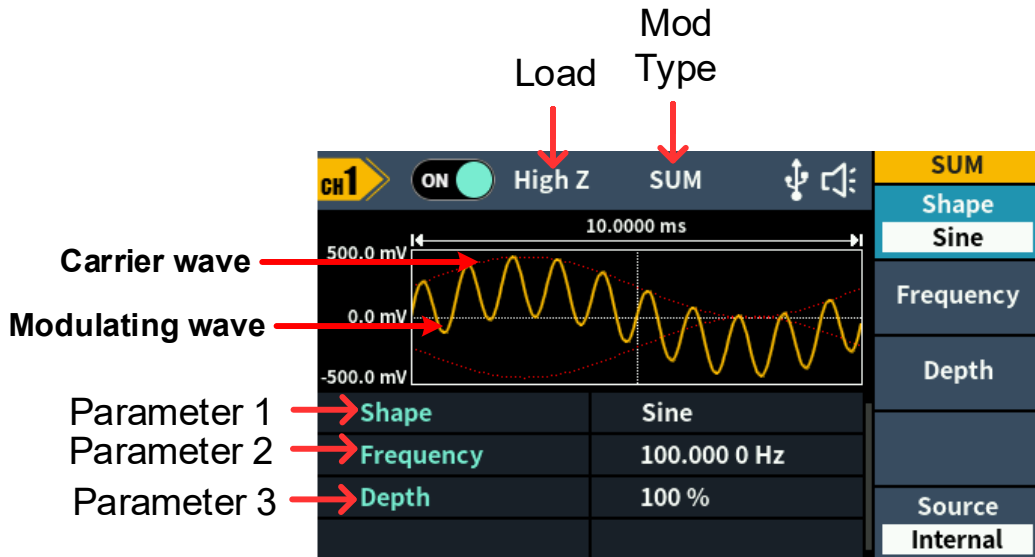 Mod
Load Type
CH1 ON High Z SUM SUM
Shape
Sine
10.0000 ms
500.0 mV
Carrier wave
Frequency
Modulating wave 0.0 mV
Depth
-500.0 mV
Parameter 1 Shape Sine
Parameter 2 Frequency 100.000 0 Hz
Parameter 3 Depth 100 %
Source
Internal